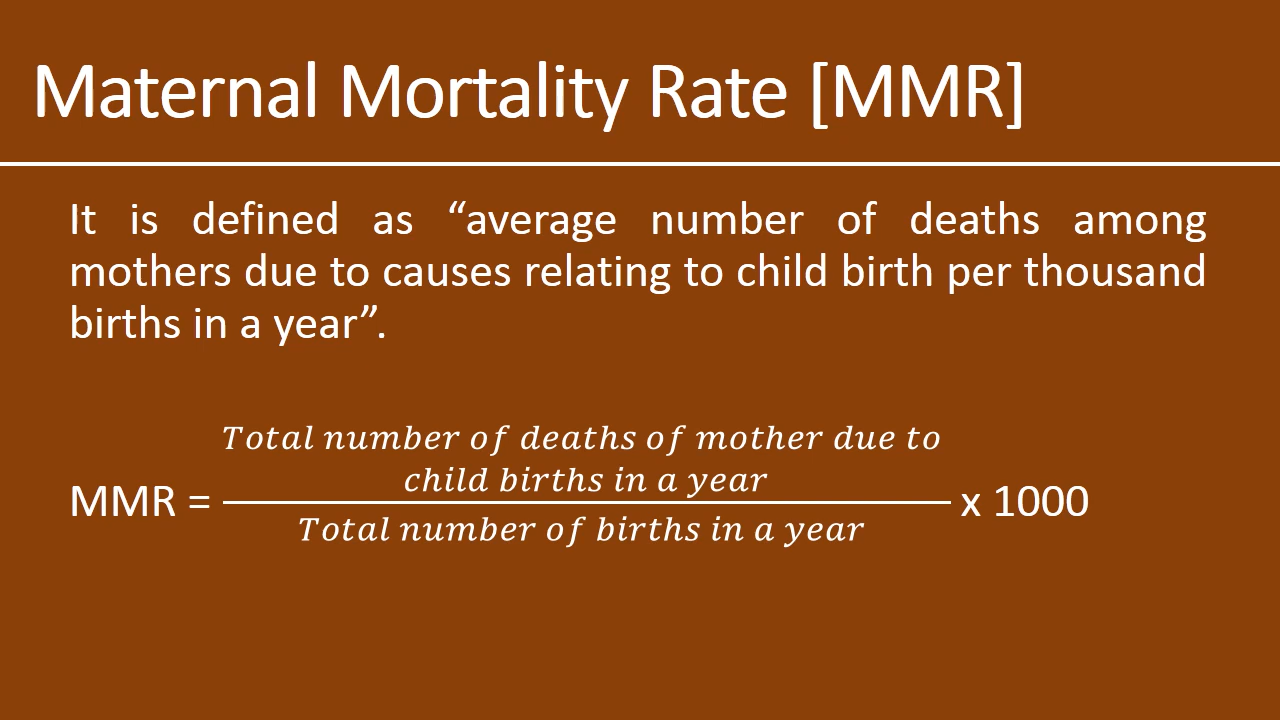 Maternal Mortality Rate [MMR]
It is defined as “average number of deaths among
mothers due to causes relating to child birth per thousand
births in a year”.
Total number of deaths of mother due to
child births in a year
MMR = x 1000
Total number of births in a year